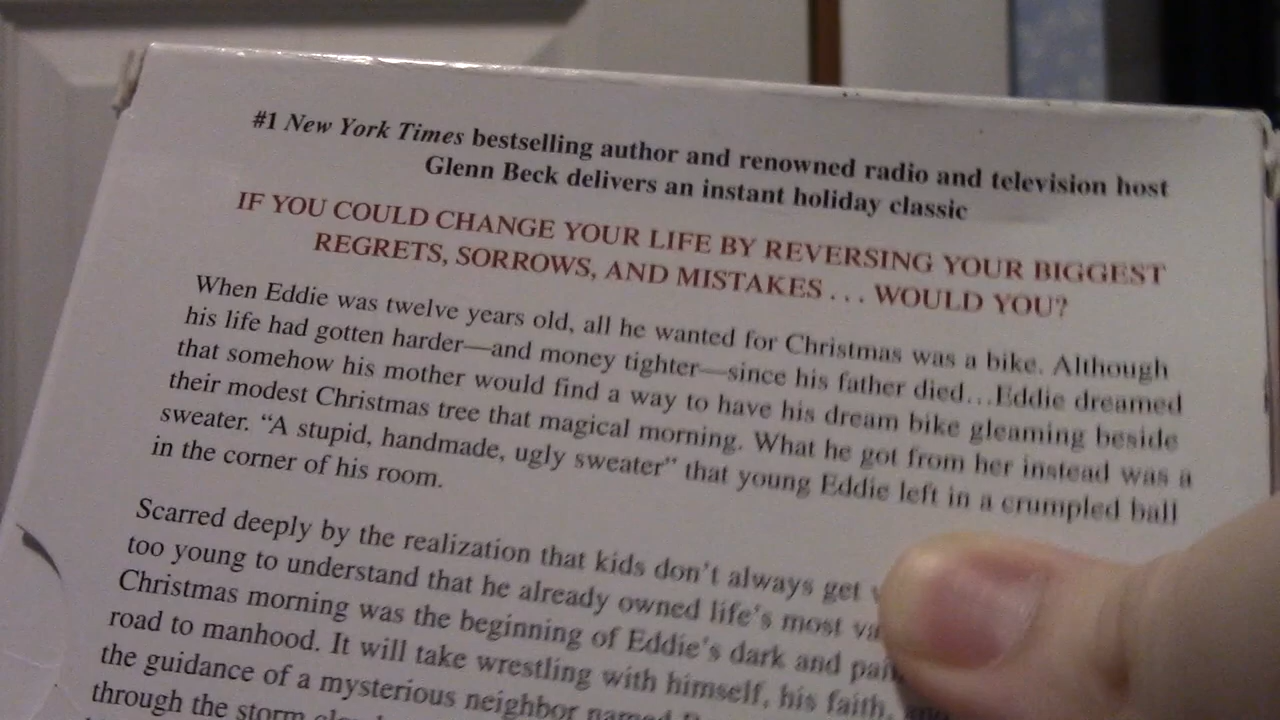 #1 New York Times bestselling author and renowned radio and television host
Glenn Beck delivers an instant holiday classic
IF YOU COULD CHANGE YOUR LIFE BY REVERSING YOUR BIGGEST
REGRETS, SORROWS, AND MISTAKES . . . WOULD YOU?
When Eddie was twelve years old, all he wanted for Christmas was a bike. Although
his life had gotten harder—and money tighter—since his father died...Eddie dreamed
that somehow his mother would find a way to have his dream bike gleaming beside
their modest Christmas tree that magical morning. What he got from her instead was a
sweater. “A stupid, handmade, ugly sweater” that young Eddie left in a crumpled ball
in the corner of his room.
Scarred deeply by the realization that kids don’t always get
too young to understand that he already owned life’s most
Christmas morning was the beginning of Eddie’s dark and
road to manhood. It will take wrestling with himself, his faith,
the guidance of a mysterious neighbor named
through the storm